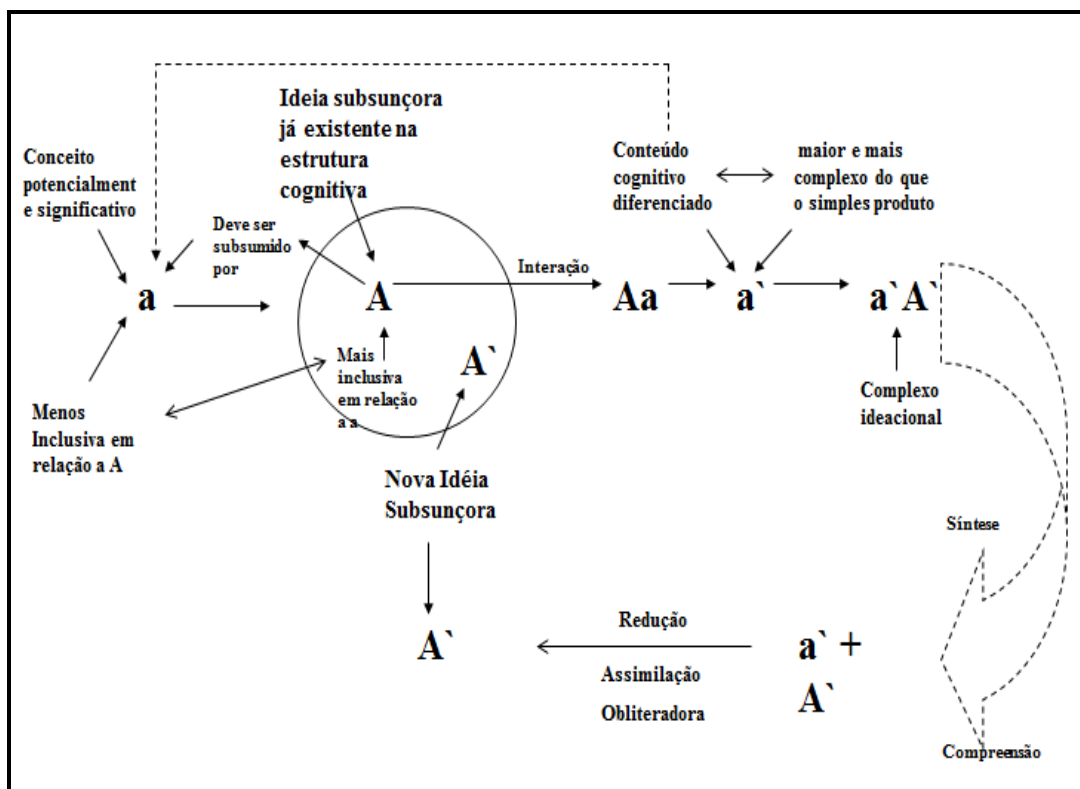 Ideia subsunçora
já existente na
estrutura
cognitiva
Conceito
potencialment
e significativo
Deve ser
subsumido
por
Conteúdo
cognitivo
diferenciado
maior e mais
complexo do que
o simples produto
Interação
a
A
Aa
a`
a`A`
Mais
inclusiva
em relação
a a
A`
Menos
Inclusiva em
relação a A
Complexo
ideacional
Nova Idéia
Subsunçora
Síntese
A`
Redução
Assimilação
Obliteradora
a` +
A`
Compreensão